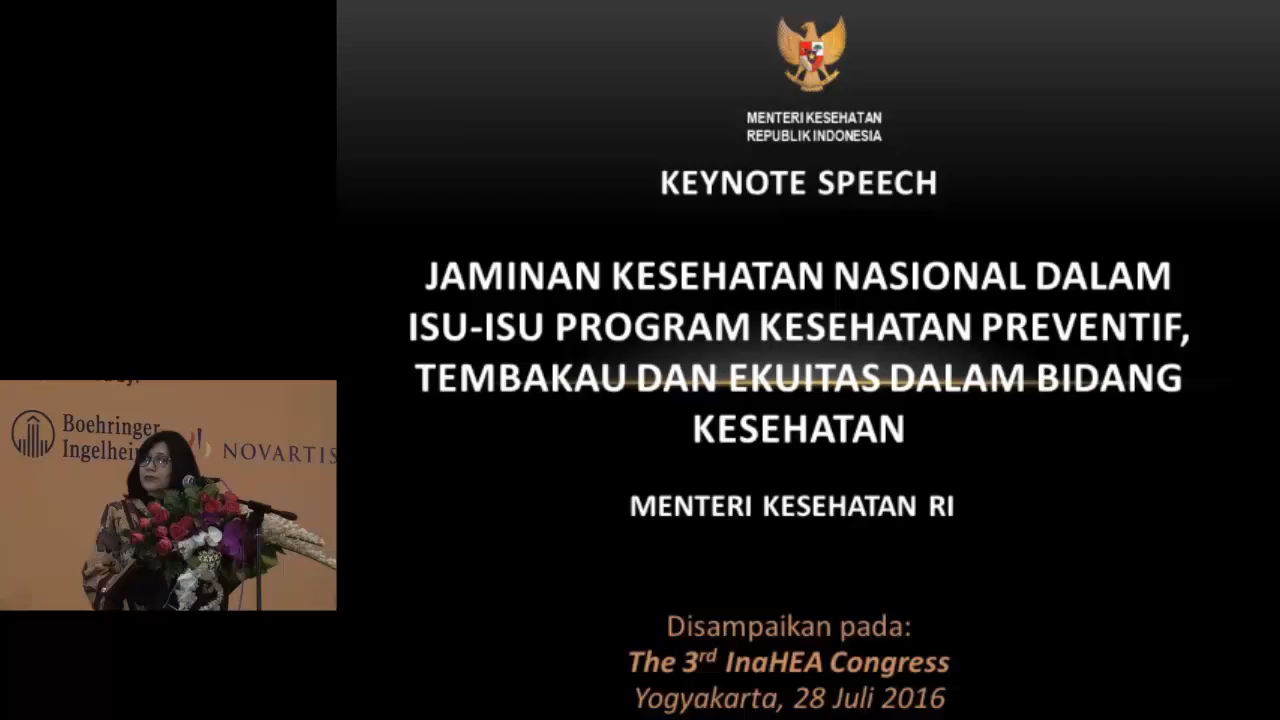 MENTERI KESEHATAN
REPUBLIK INDONESIA
KEYNOTE SPEECH
JAMINAN KESEHATAN NASIONAL DALAM
ISU-ISU PROGRAM KESEHATAN PREVENTIF,
TEMBAKAU DAN EKUITAS DALAM BIDANG
KESEHATAN
MENTERI KESEHATAN RI
Disampaikan pada:
The 3rd InaHEA Congress
Yogyakarta, 28 Juli 2016
Boehringer
Ingelhei
NOVARTIS